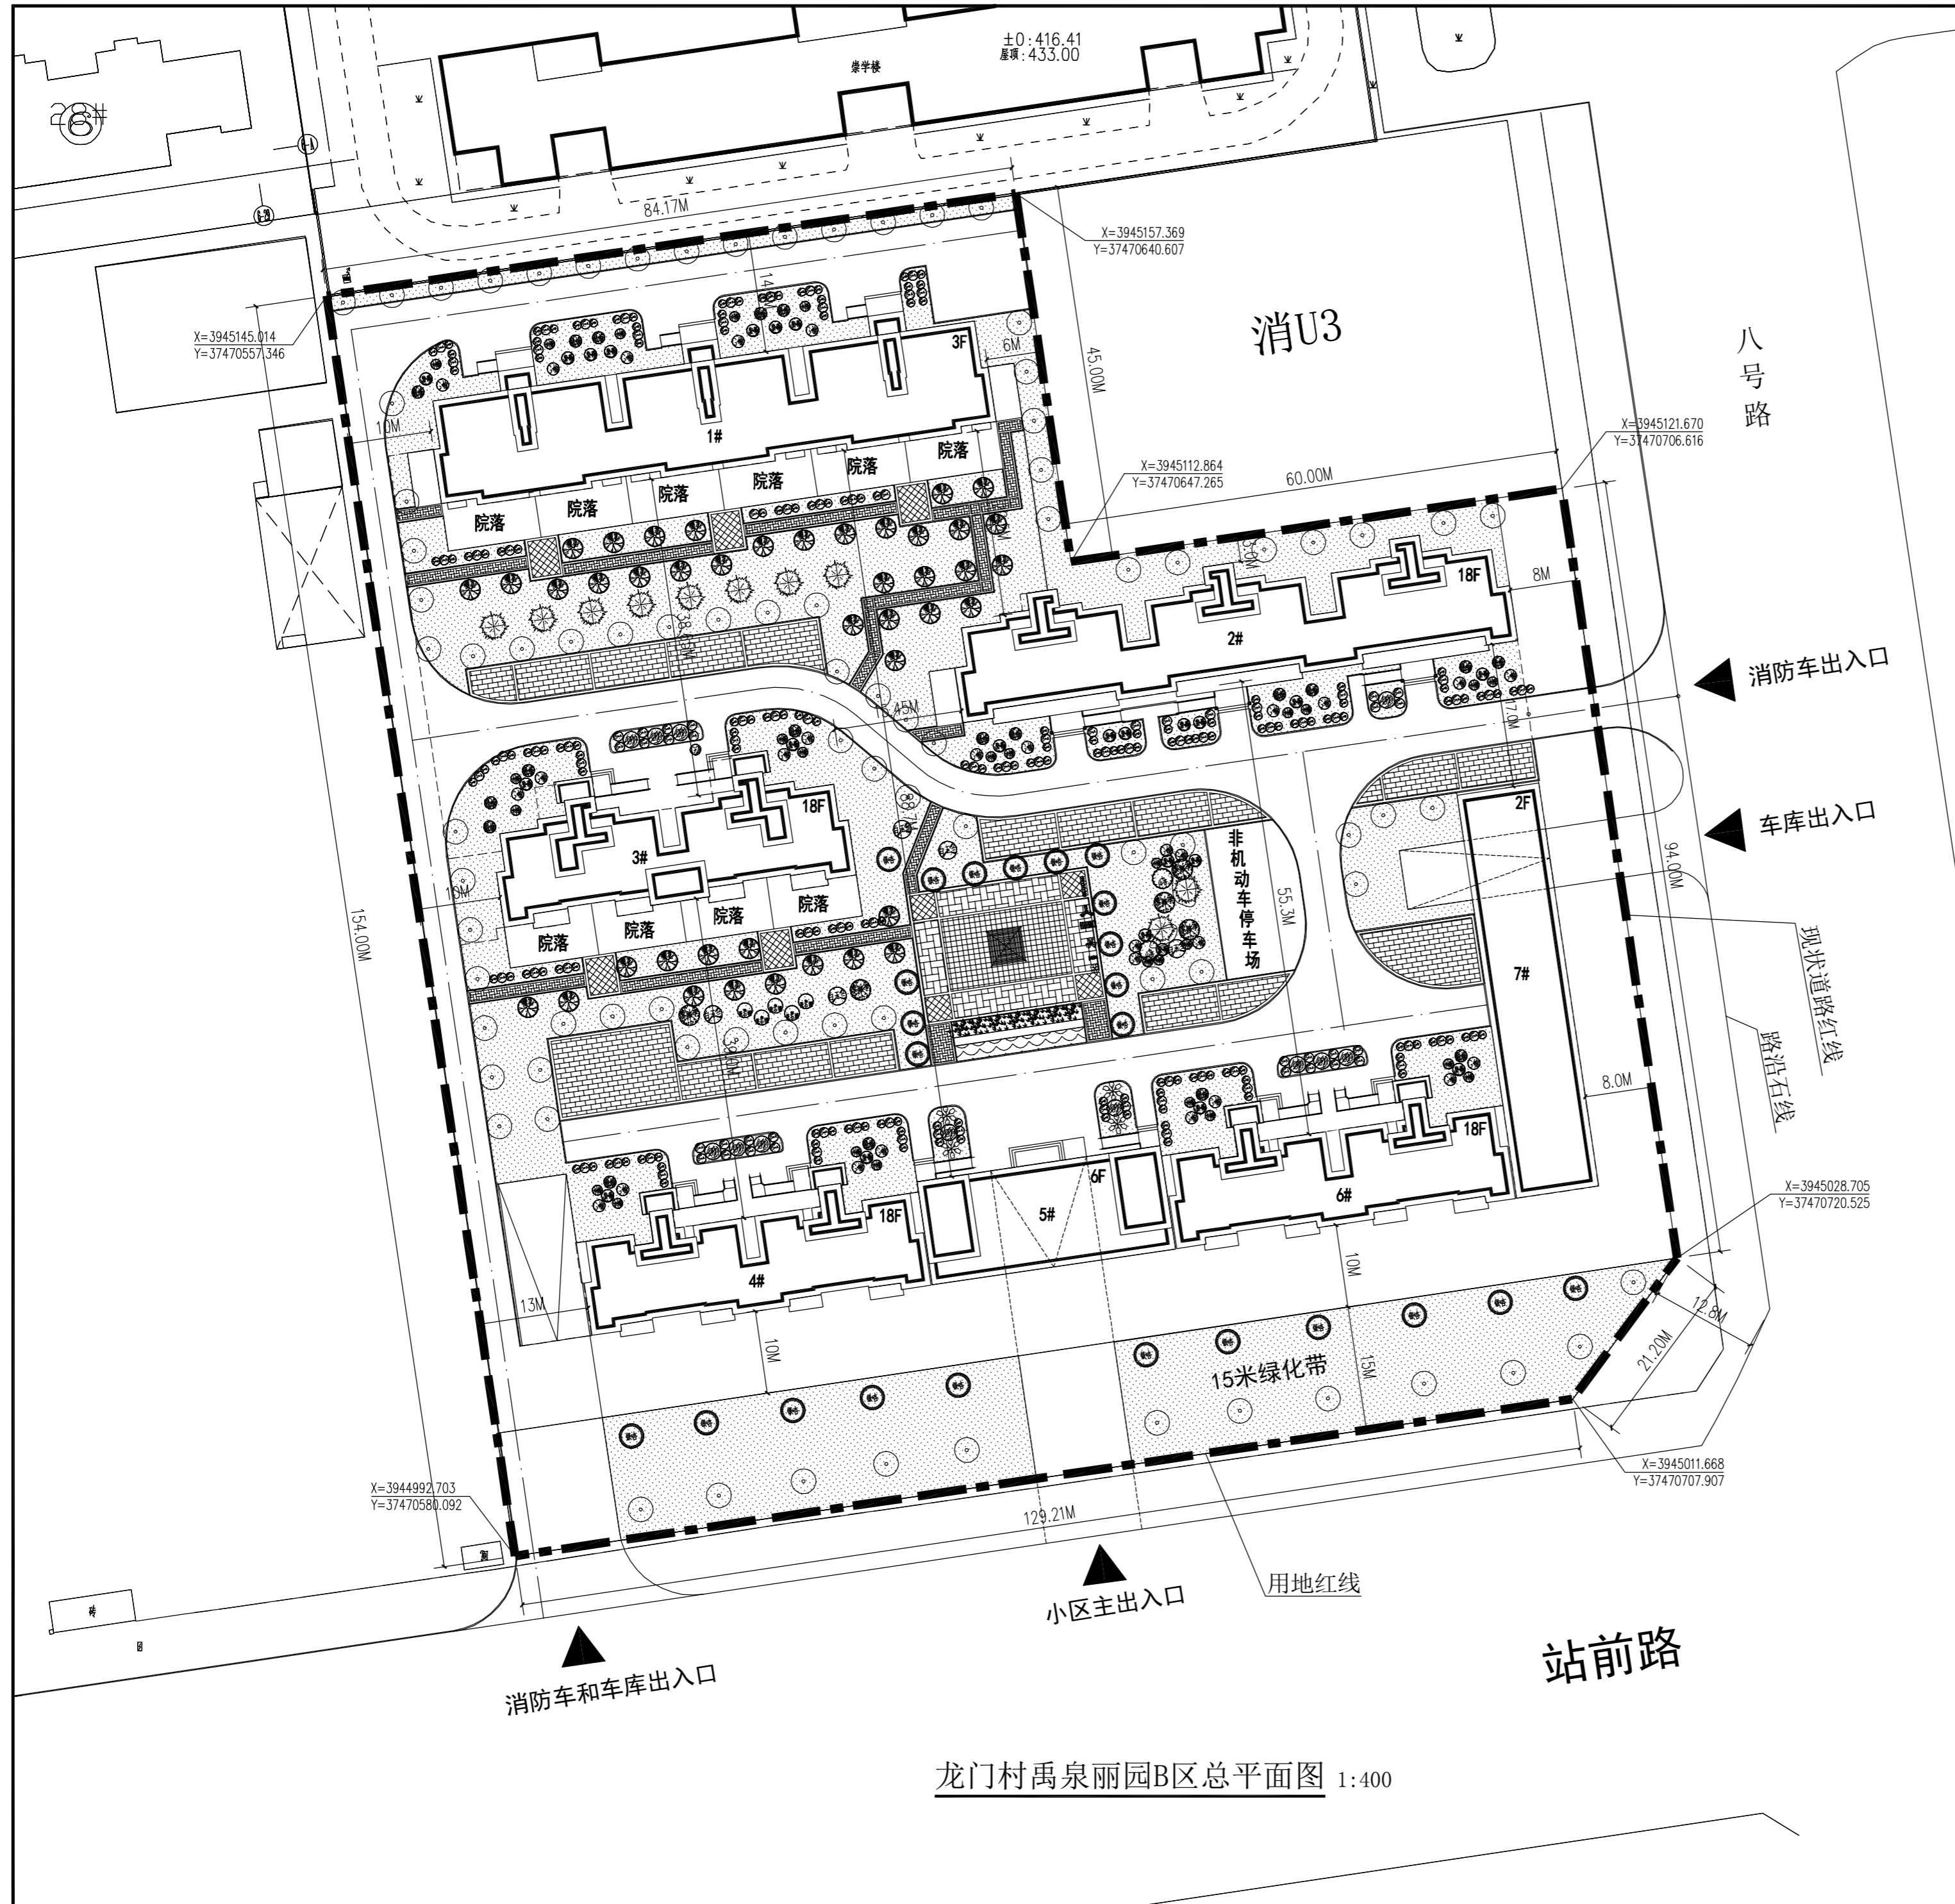 ±0:416.41
屋顶:433.00
崇学楼
28#
84.17M
X=3945157.369
Y=37470640.607
X=3945145.014
Y=37470557.346
消U3
八号路
3F
6M
45.00M
10M
1#
X=3945121.670
Y=37470706.616
X=3945112.864
Y=37470647.265
60.00M
院落
院落
院落
院落
院落
院落
18F
8M
2#
消防车出入口
18F
3#
2F
车库出入口
非机动车停车场
94.00M
10M
154.00M
55.3M
院落
院落
院落
院落
7#
现状道路红线
路沿石线
8.0M
18F
6F
18F
6#
5#
4#
X=3945028.705
Y=37470720.525
13M
10M
10M
12.8M
21.20M
15米绿化带
15M
X=3945011.668
Y=37470707.907
X=3944992.703
Y=37470580.092
129.21M
用地红线
小区主出入口
消防车和车库出入口
站前路
龙门村禹泉丽园B区总平面图 1:400